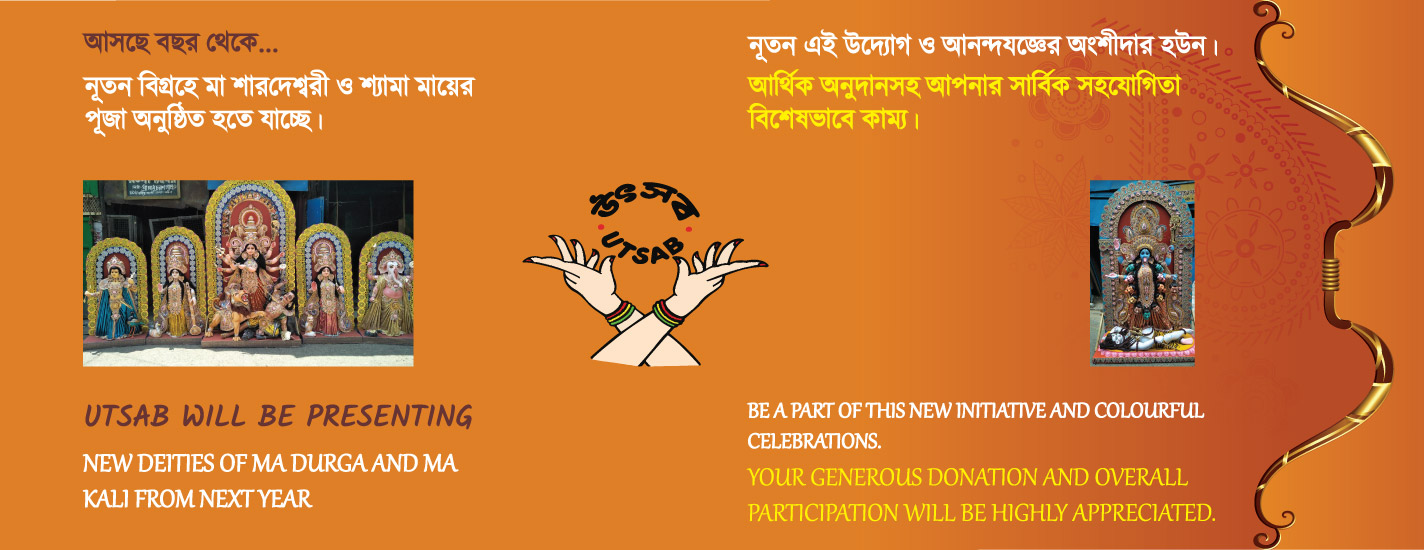 আসছে বছর থেকে...
নূতন বিগ্রহে মা শারদেশ্বরী ও শ্যামা মায়ের
পূজা অনুষ্ঠিত হতে যাচ্ছে।
নূতন এই উদ্যোগ ও আনন্দযজ্ঞের অংশীদার হউন।
আর্থিক অনুদানসহ আপনার সার্বিক সহযোগিতা
বিশেষভাবে কাম্য।
উৎসব
UTSAB
UTSAB WILL BE PRESENTING
NEW DEITIES OF MA DURGA AND MA
KALI FROM NEXT YEAR
BE A PART OF THIS NEW INITIATIVE AND COLOURFUL
CELEBRATIONS.
YOUR GENEROUS DONATION AND OVERALL
PARTICIPATION WILL BE HIGHLY APPRECIATED.